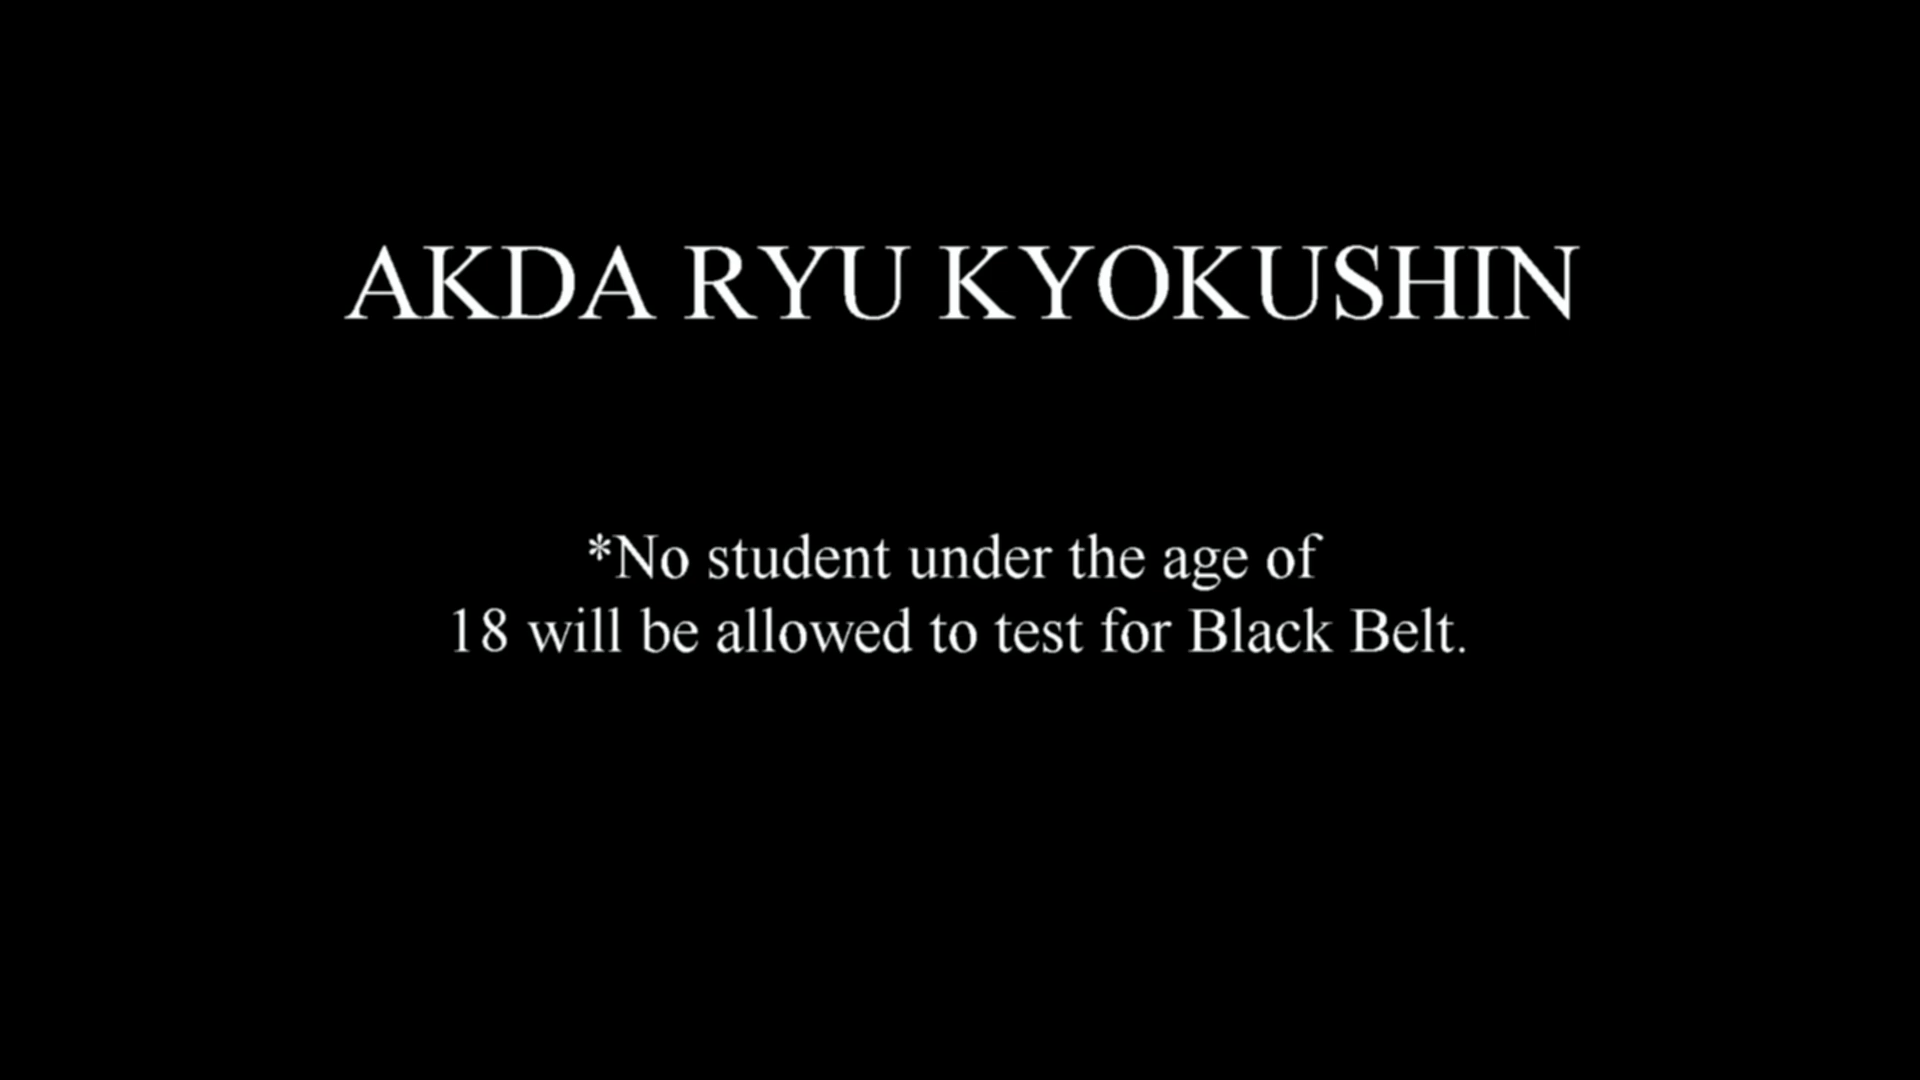 AKDA RYU KYOKUSHIN
*No student under the age of
18 will be allowed to test for Black Belt.